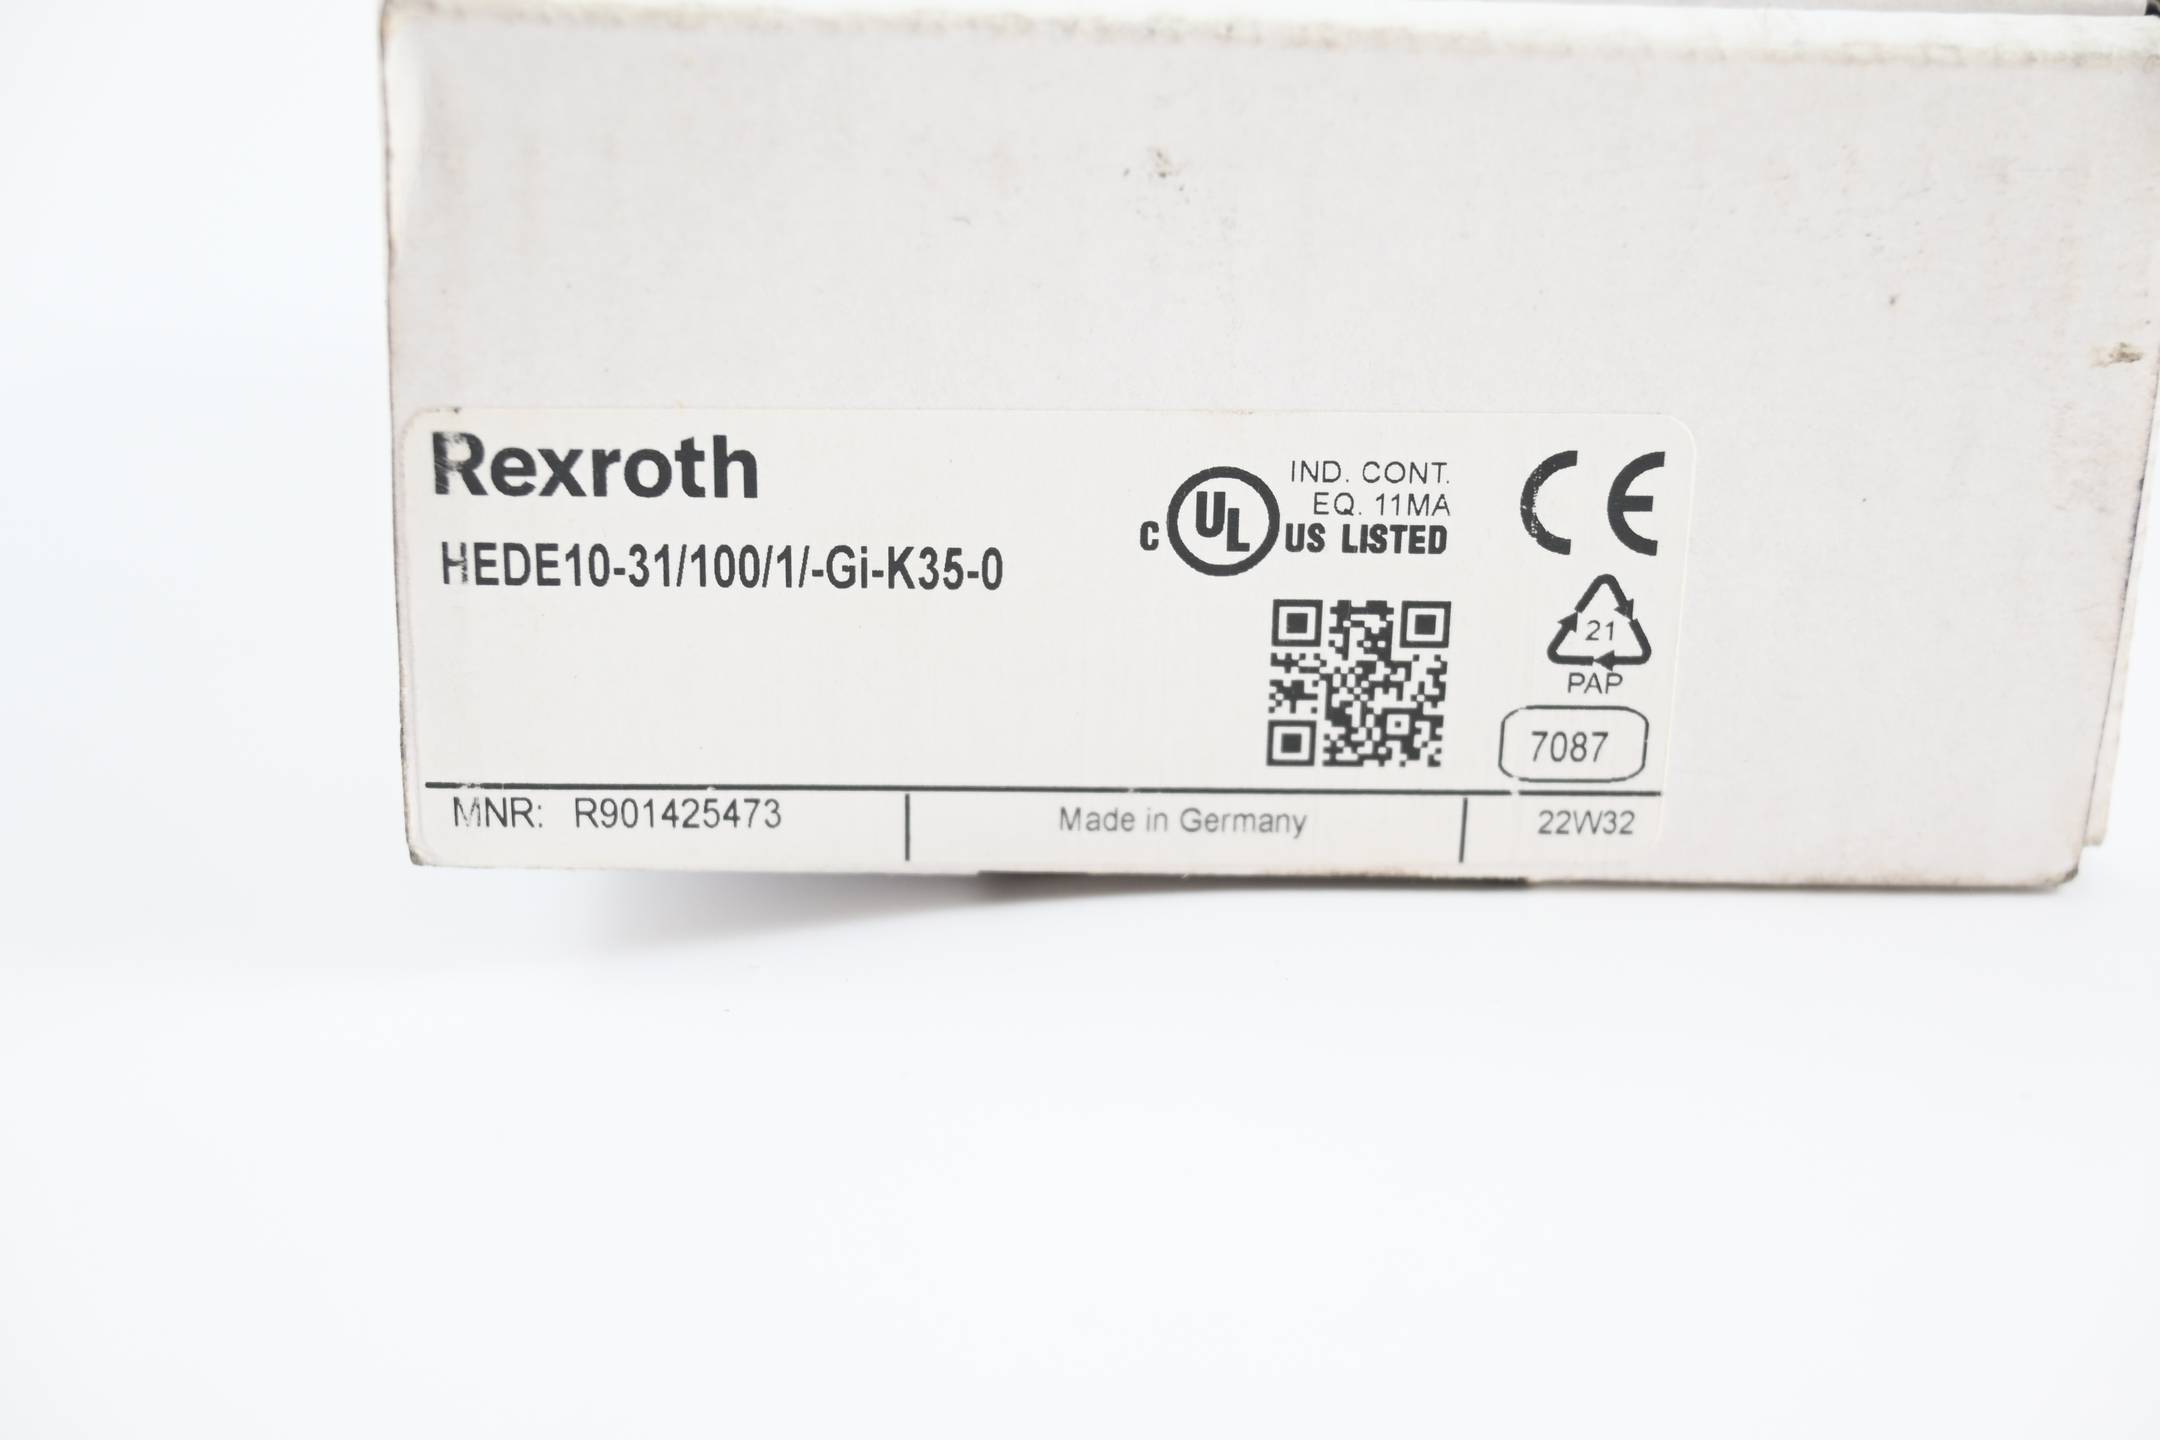 Rexroth
HEDE10-31/100/1/-Gi-K35-0
IND. CONT.
EQ. 11MA
C UL US LISTED
CE
21
PAP
7087
MNR: R901425473
Made in Germany
22W32